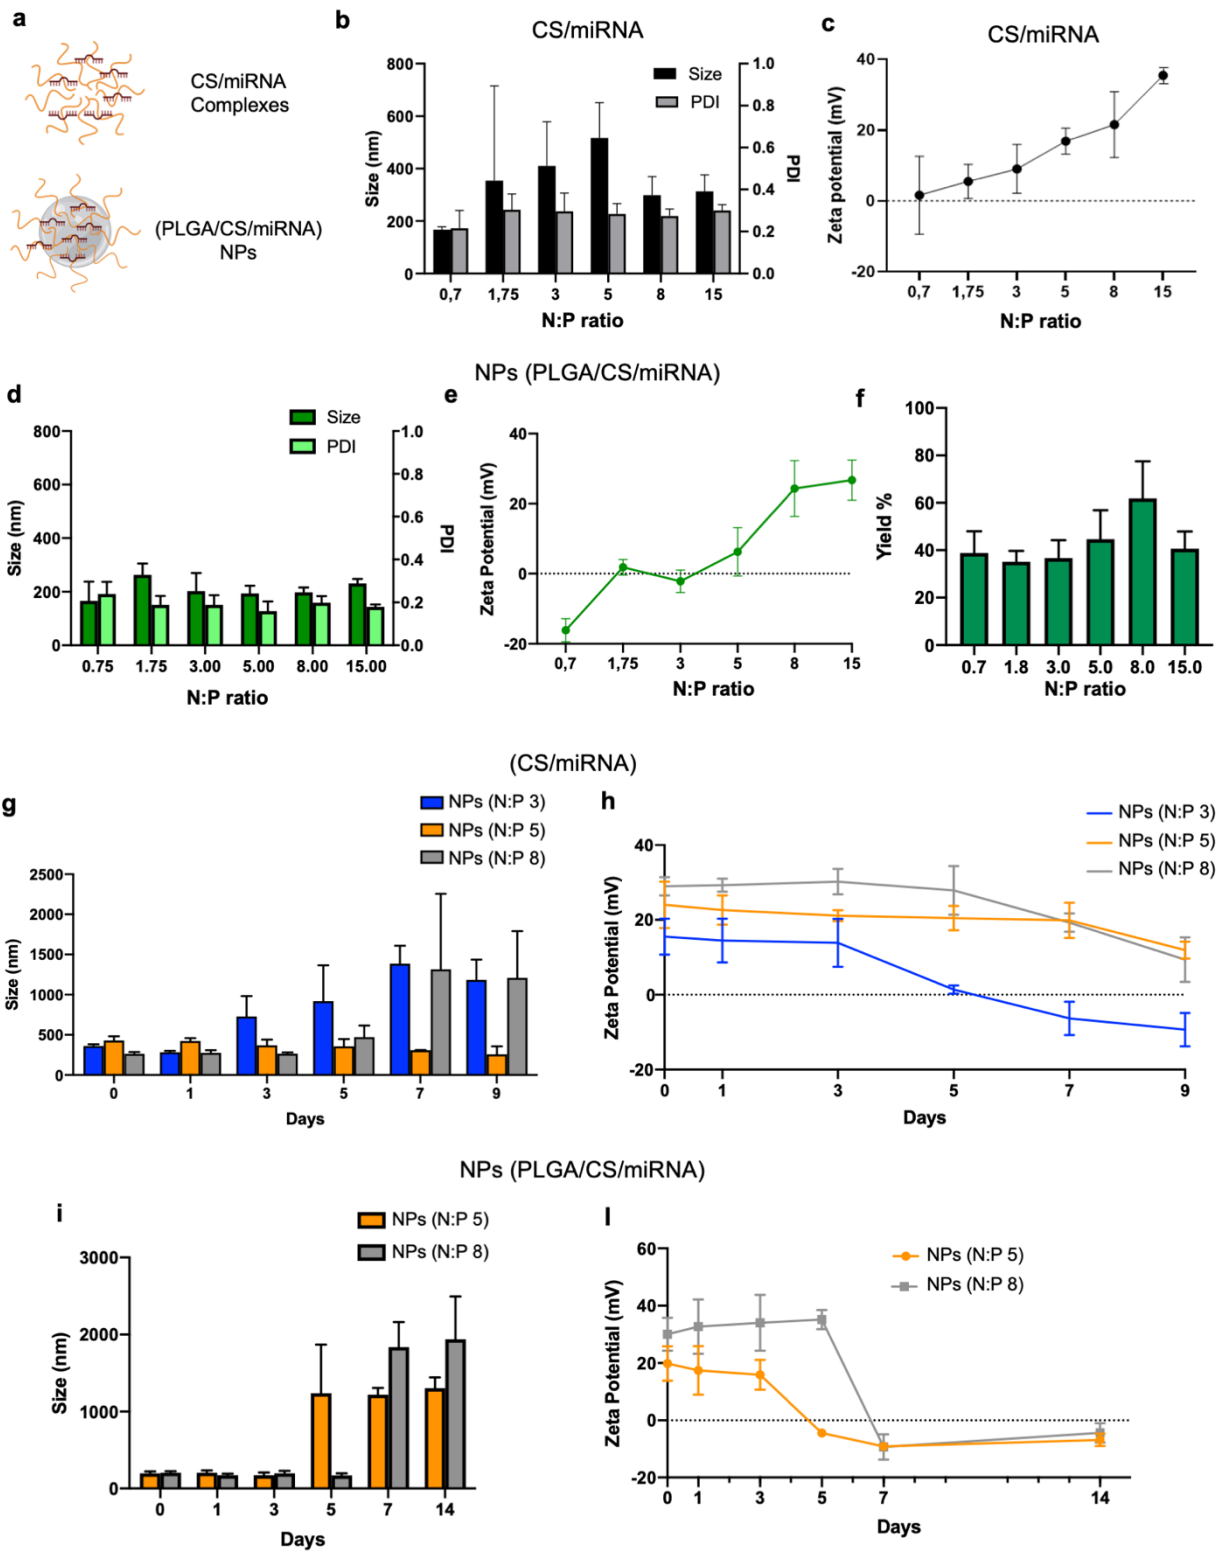 a
CS/miRNA
Complexes
(PLGA/CS/miRNA)
NPs
b
CS/miRNA
Size
PDI
Size (nm)
800
600
400
200
0
PDI
1.0
0.8
0.6
0.4
0.2
0.0
0,7 1,75 3 5 8 15
N:P ratio
c
CS/miRNA
Zeta potential (mV)
40
20
0
-20
0,7 1,75 3 5 8 15
N:P ratio
NPs (PLGA/CS/miRNA)
d
Size
PDI
Size (nm)
800
600
400
200
0
PDI
1.0
0.8
0.6
0.4
0.2
0.0
0.75 1.75 3.00 5.00 8.00 15.00
N:P ratio
e
Zeta Potential (mV)
40
20
0
-20
0,7 1,75 3 5 8 15
N:P ratio
f
Yield %
100
80
60
40
20
0
0.7 1.8 3.0 5.0 8.0 15.0
N:P ratio
(CS/miRNA)
g
NPs (N:P 3)
NPs (N:P 5)
NPs (N:P 8)
Size (nm)
2500
2000
1500
1000
500
0
0 1 3 5 7 9
Days
h
NPs (N:P 3)
NPs (N:P 5)
NPs (N:P 8)
Zeta Potential (mV)
40
20
0
-20
0 1 3 5 7 9
Days
NPs (PLGA/CS/miRNA)
i
NPs (N:P 5)
NPs (N:P 8)
Size (nm)
3000
2000
1000
0
0 1 3 5 7 14
Days
l
NPs (N:P 5)
NPs (N:P 8)
Zeta Potential (mV)
60
40
20
0
-20
0 1 3 5 7 14
Days